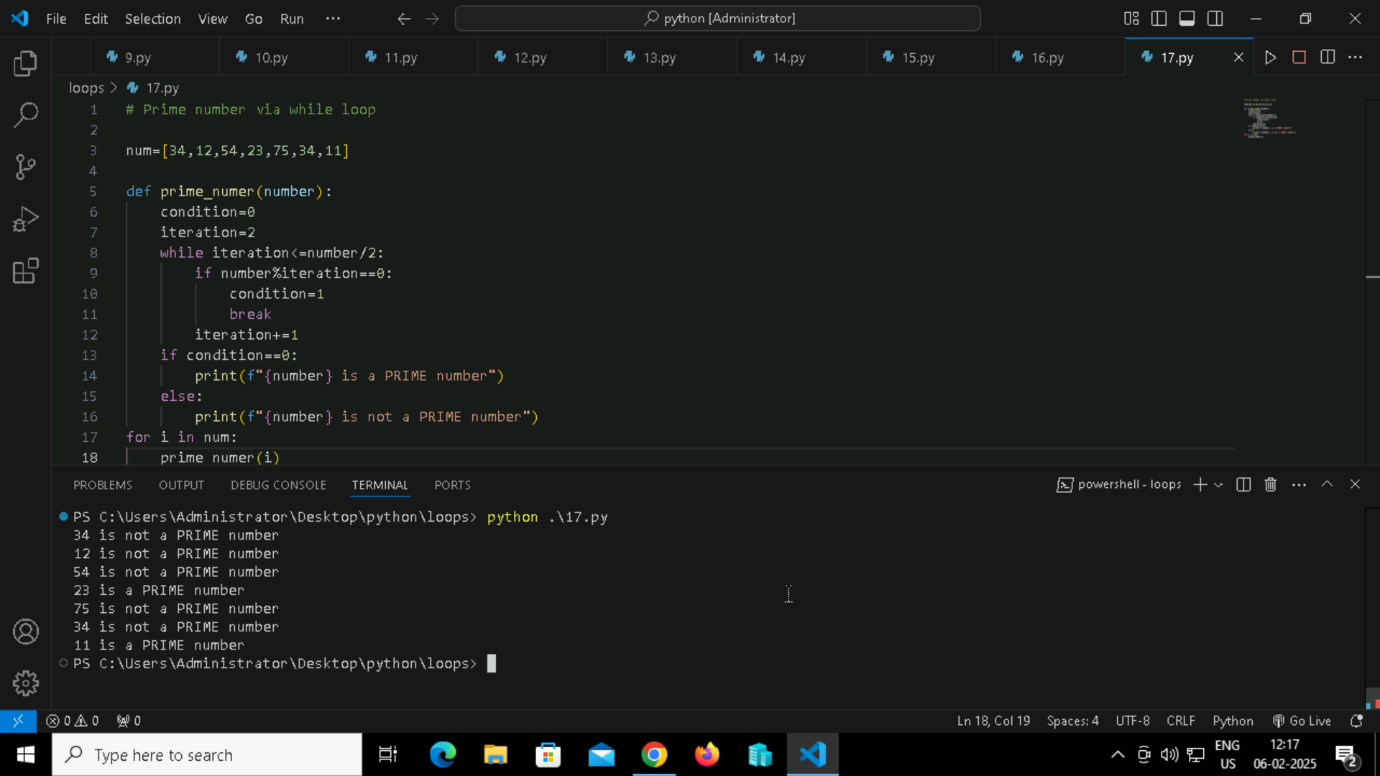 File Edit Selection View Go Run ··· python [Administrator]
9.py 10.py 11.py 12.py 13.py 14.py 15.py 16.py 17.py
loops > 17.py
1 # Prime number via while loop
2
3 num=[34,12,54,23,75,34,11]
4
5 def prime_numer(number):
6 condition=0
7 iteration=2
8 while iteration<=number/2:
9 if number%iteration==0:
10 condition=1
11 break
12 iteration+=1
13 if condition==0:
14 print(f"{number} is a PRIME number")
15 else:
16 print(f"{number} is not a PRIME number")
17 for i in num:
18 prime_numer(i)
PROBLEMS OUTPUT DEBUG CONSOLE TERMINAL PORTS powershell - loops
PS C:\Users\Administrator\Desktop\python\loops> python .\17.py
34 is not a PRIME number
12 is not a PRIME number
54 is not a PRIME number
23 is a PRIME number
75 is not a PRIME number
34 is not a PRIME number
11 is a PRIME number
PS C:\Users\Administrator\Desktop\python\loops>
0 0 0 Ln 18, Col 19 Spaces: 4 UTF-8 CRLF Python Go Live
Type here to search
ENG 12:17
US 06-02-2025 2